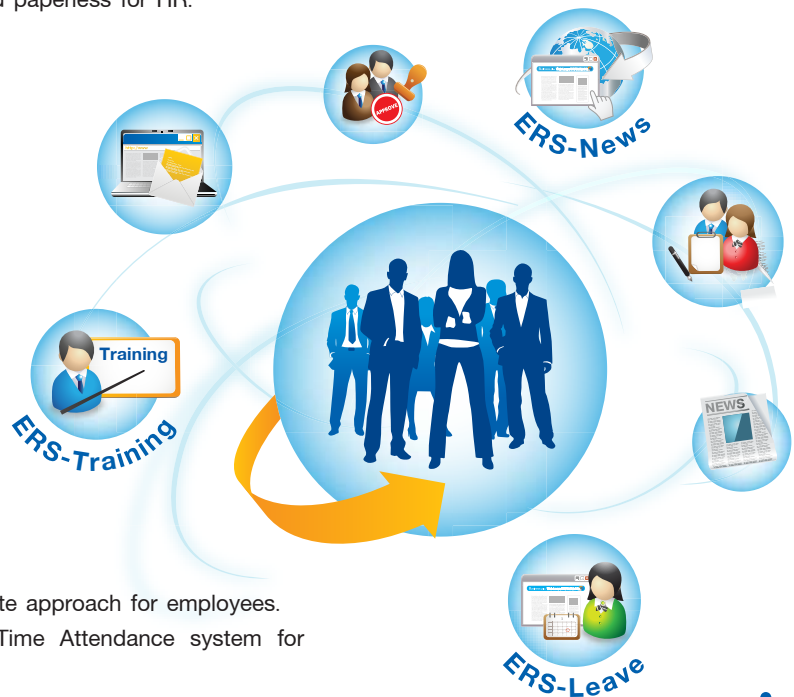 paperless for HR.
APPROVE
ERS-News
Training
ERS-Training
NEWS
approach for employees.
Time Attendance system for
ERS-Leave